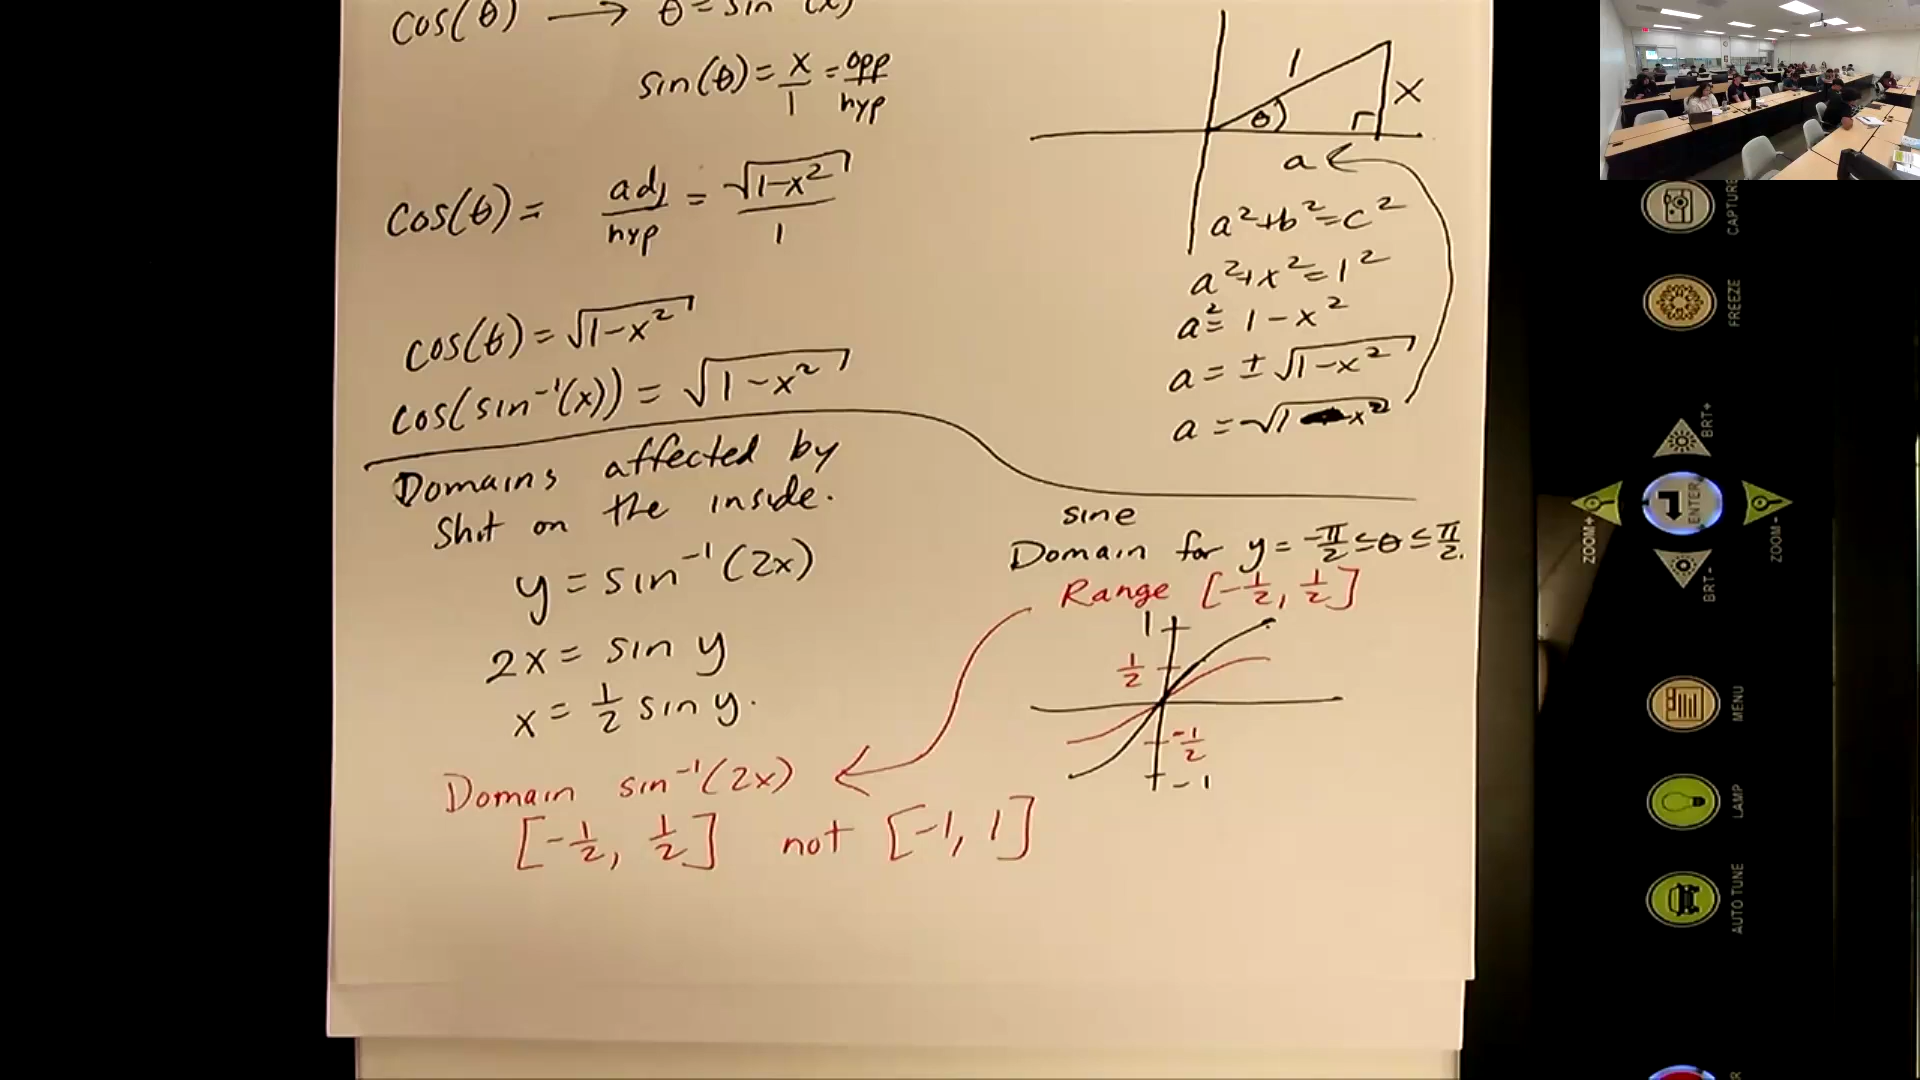 cos(θ) → θ = sin⁻¹(x)
sin(θ) = x/1 = opp/hyp
cos(θ) = adj/hyp = √(1-x²)/1
cos(θ) = √(1-x²)
cos(sin⁻¹(x)) = √(1-x²)
1
x
θ
a
a²+b²=c²
a²+x²=1²
a²=1-x²
a=±√(1-x²)
a=√(1-x²)
Domains affected by
Shit on the inside.
y = sin⁻¹(2x)
2x = sin y
x = 1/2 sin y.
Domain sin⁻¹(2x)
[-1/2, 1/2] not [-1, 1]
sine
Domain for y = -π/2 ≤ θ ≤ π/2.
Range [-1/2, 1/2]
1
1/2
-1/2
-1
CAPTURE
FREEZE
BRT+
ZOOM+
ENTER
ZOOM-
BRT-
MENU
LAMP
AUTO TUNE